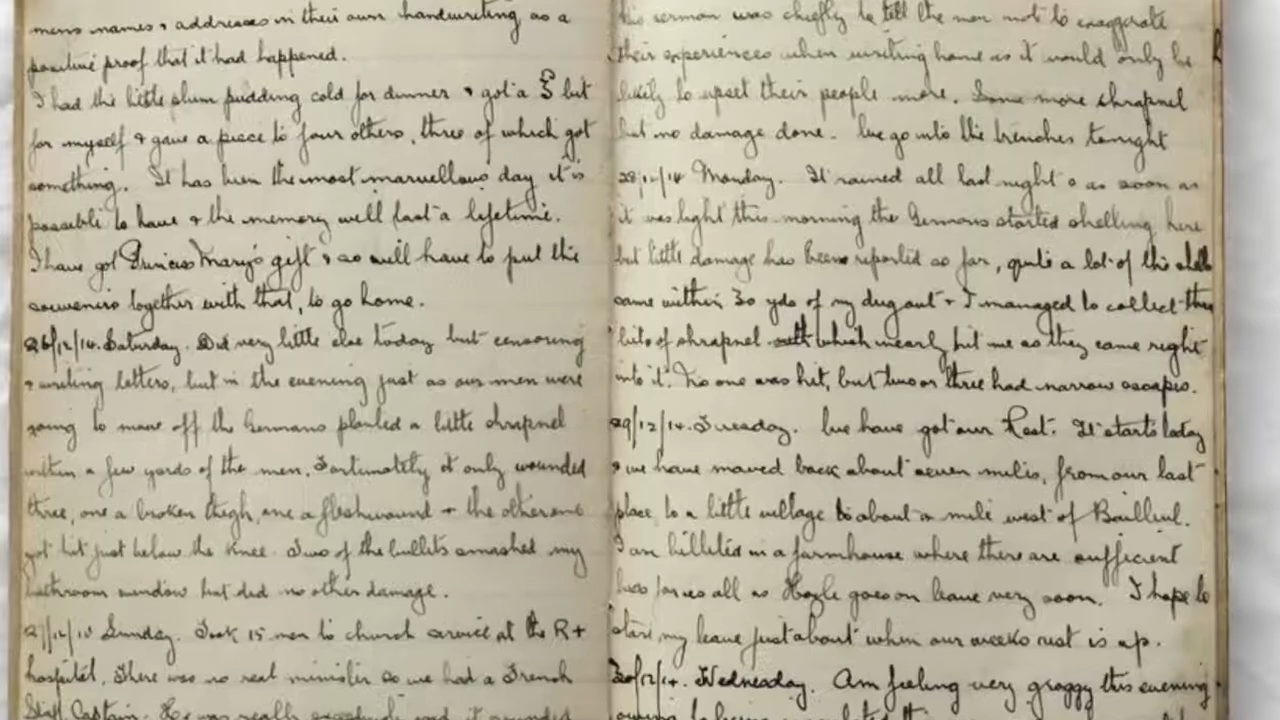 mens names & addresses in their own handwriting as a
positive proof that it had happened.
I had the little plum pudding cold for dinner & got a 3 bit
for myself & gave a piece to four others, three of which got
something. It has been the most marvellous day it is
possible to have & the memory will last a lifetime.
I have got Princess Mary's gift & so will have to put the
souvenirs together with that, to go home.
26/12/14. Saturday. Did very little else today but censoring
& writing letters, but in the evening just as our men were
going to move off the Germans planted a little shrapnel
within a few yards of the men. Fortunately it only wounded
three, one a broken thigh, one a fleshwound & the other one
got hit just below the knee. Two of the bullets smashed my
bathroom window but did no other damage.
27/12/14 Sunday. Took 15 men to church service at the
hospital. There was no real minister so we had a French
Staff Captain. He was really and it
his sermon was chiefly to tell the men not to exaggerate
their experiences when writing home as it would only be
likely to upset their people more. Some more shrapnel
but no damage done. We go into the trenches tonight
28/12/14 Monday. It rained all last night & as soon as
it was light this morning the Germans started shelling here
but little damage has been reported so far, quite a lot of the shells
came within 30 yds of my dugout & I managed to collect three
bits of shrapnel which nearly hit me as they came right
into it. No one was hit, but two or three had narrow escapes.
29/12/14. Tuesday. We have got our Rest. It starts today
& we have moved back about seven miles, from our last
place to a little village about a mile west of Bailleul.
I am billeted in a farmhouse where there are sufficient
for us all as Hoyle goes on leave very soon. I hope to
start my leave just about when our weeks rest is up.
30/12/14. Wednesday. Am feeling very groggy this evening
owing to being